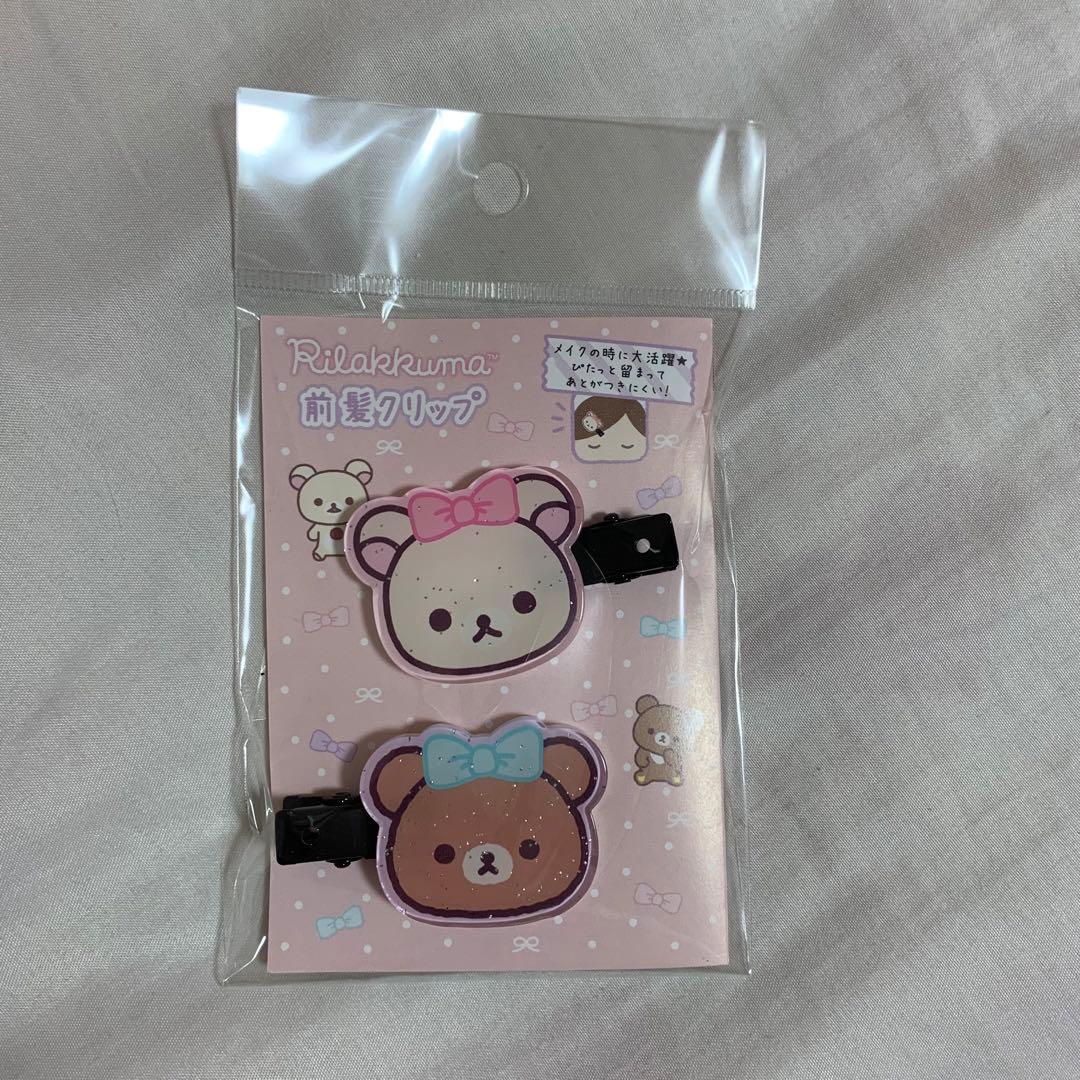 Rilakkuma™
前髪クリップ
メイクの時に大活躍★
ぴたっと留まって
あとがつきにくい!